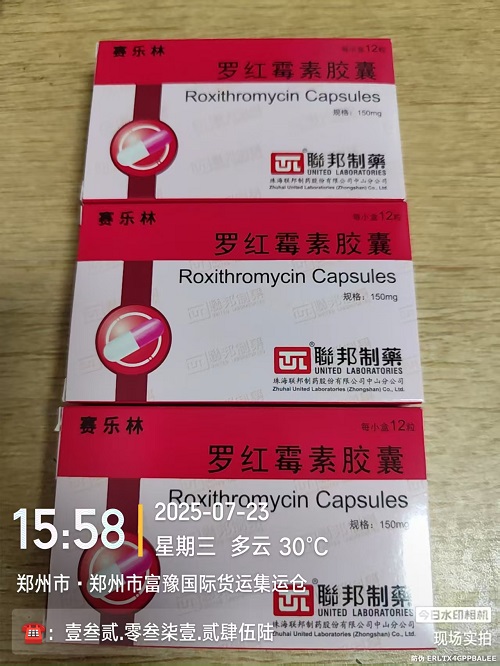 赛乐林
每小盒12粒
罗红霉素胶囊
Roxithromycin Capsules
规格：150mg
聯邦制藥
UNITED LABORATORIES
珠海联邦制药股份有限公司中山分公司
Zhuhai United Laboratories (Zhongshan) Co., Ltd.
赛乐林
每小盒12粒
罗红霉素胶囊
Roxithromycin Capsules
规格：150mg
聯邦制藥
UNITED LABORATORIES
珠海联邦制药股份有限公司中山分公司
Zhuhai United Laboratories (Zhongshan) Co., Ltd.
赛乐林
每小盒12粒
罗红霉素胶囊
Roxithromycin Capsules
规格：150mg
15:58
2025-07-23
星期三 多云 30°C
郑州市·郑州市富豫国际货运集运仓
聯邦制藥
UNITED LABORATORIES
今日水印相机
☎：壹叁贰.零叁柒壹.贰肆伍陆
现场实拍
防伪 ERLTX4GPPBALEE